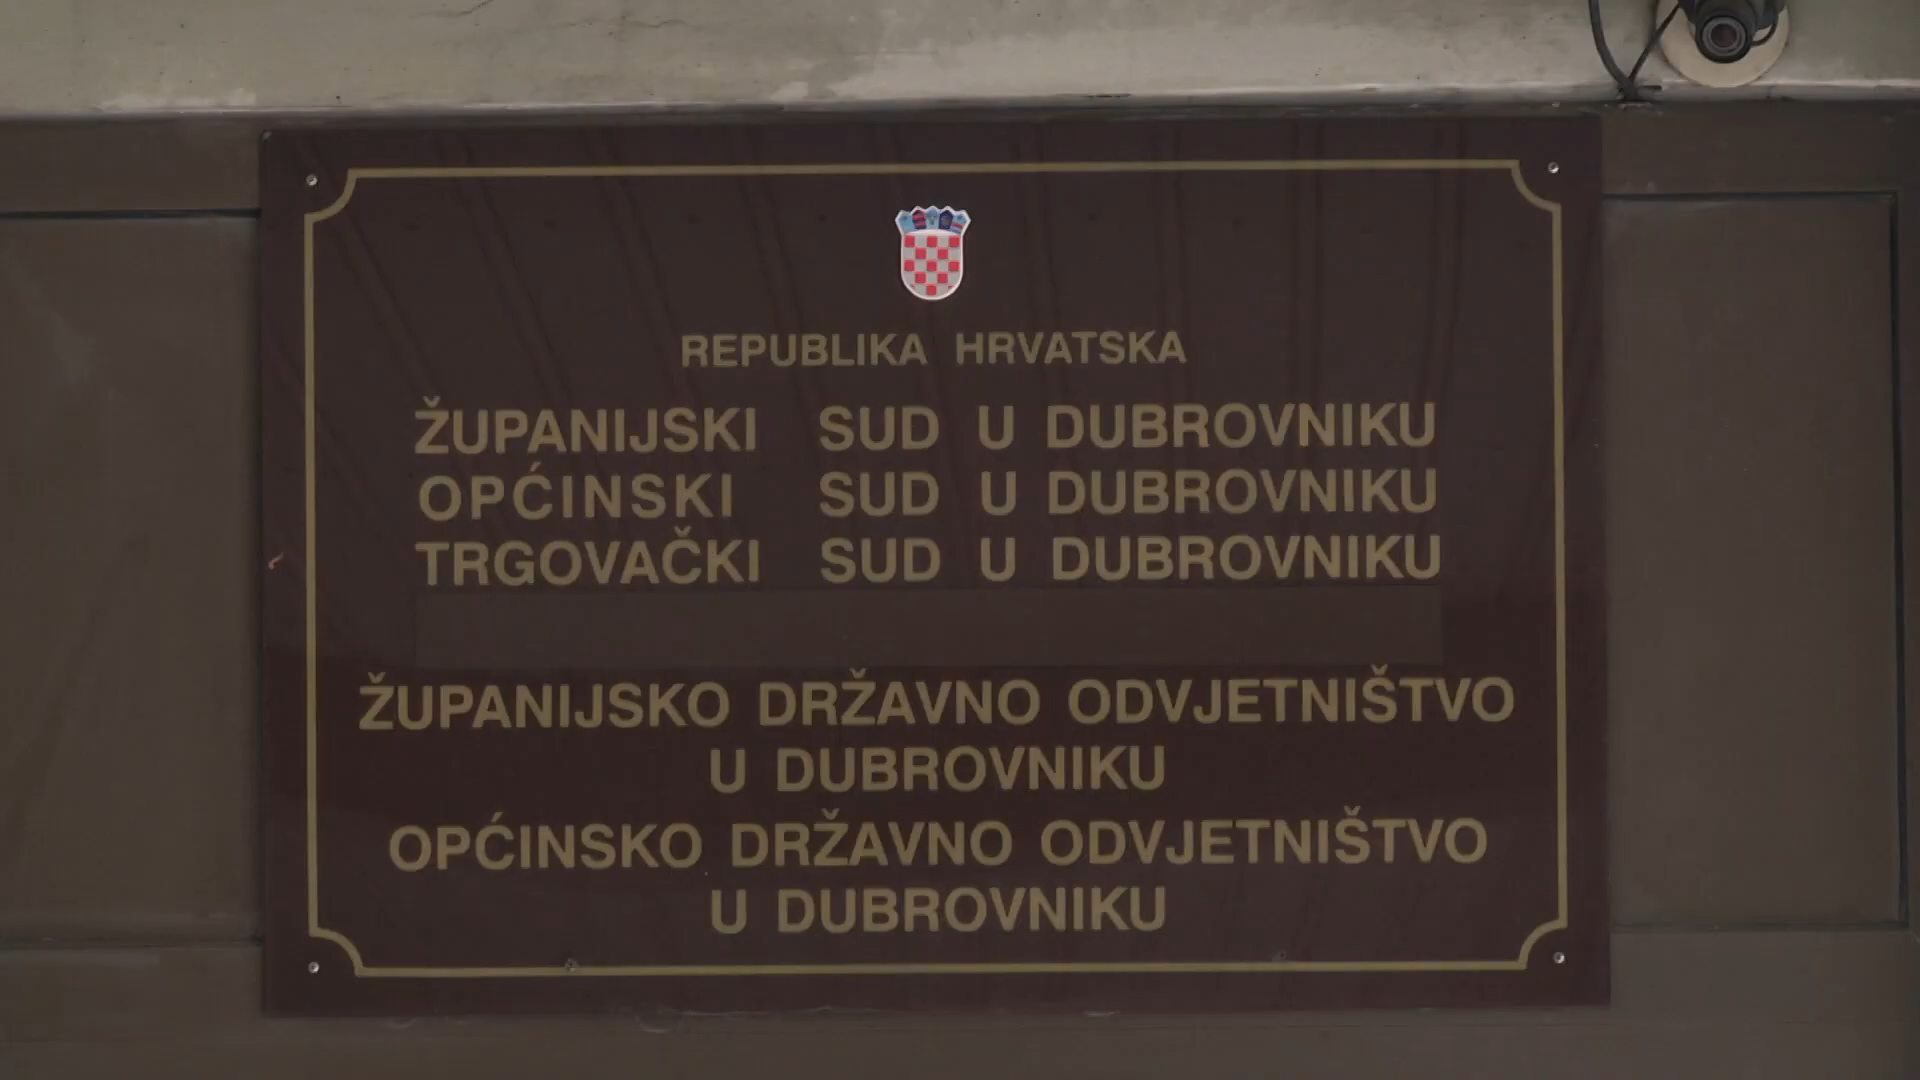 REPUBLIKA HRVATSKA
ŽUPANIJSKI SUD U DUBROVNIKU
OPĆINSKI SUD U DUBROVNIKU
TRGOVAČKI SUD U DUBROVNIKU
ŽUPANIJSKO DRŽAVNO ODVJETNIŠTVO
U DUBROVNIKU
OPĆINSKO DRŽAVNO ODVJETNIŠTVO
U DUBROVNIKU